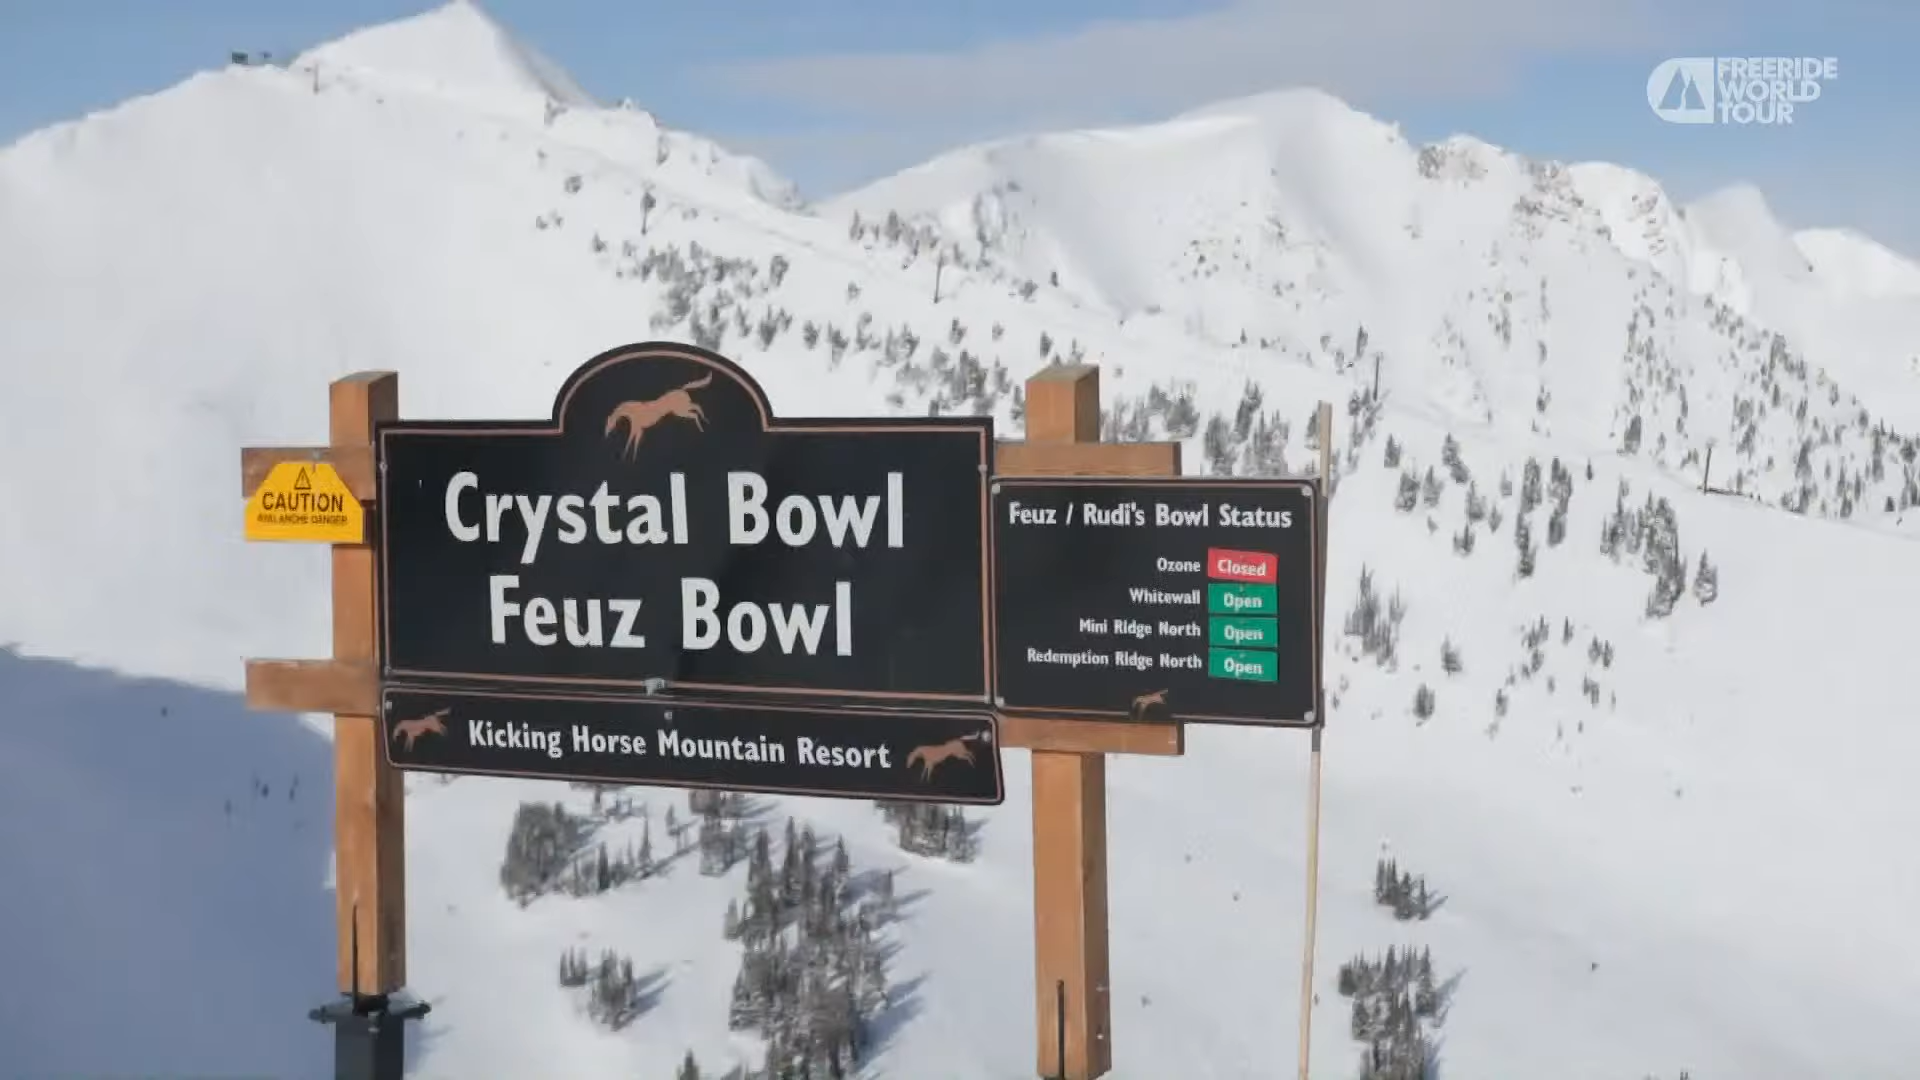 FREERIDE
WORLD
TOUR
CAUTION
AVALANCHE DANGER
Crystal Bowl
Feuz Bowl
Kicking Horse Mountain Resort
Feuz / Rudi's Bowl Status
Ozone Closed
Whitewall Open
Mini Ridge North Open
Redemption Ridge North Open